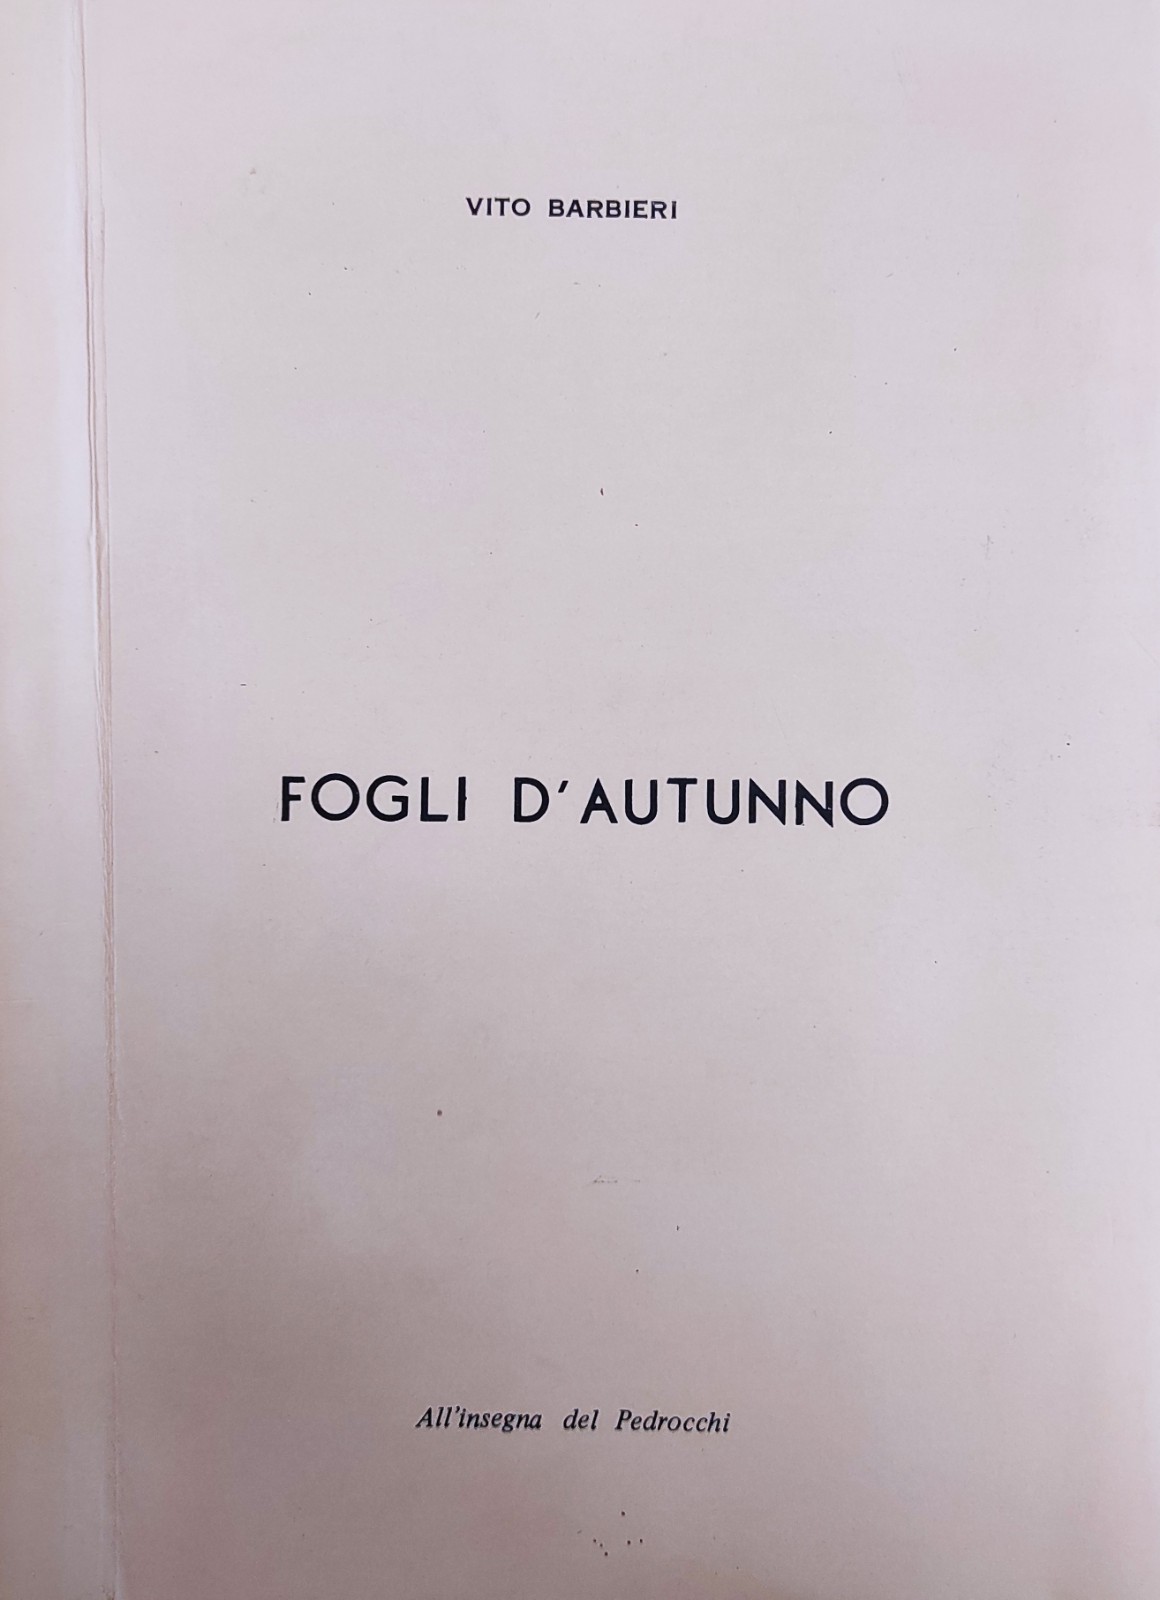 VITO BARBIERI
FOGLI D'AUTUNNO
All'insegna del Pedrocchi